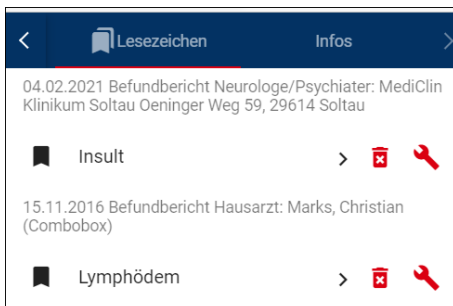 Lesezeichen Infos
04.02.2021 Befundbericht Neurologe/Psychiater: MediClin
Klinikum Soltau Oeninger Weg 59, 29614 Soltau
Insult
15.11.2016 Befundbericht Hausarzt: Marks, Christian
(Combobox)
Lymphödem